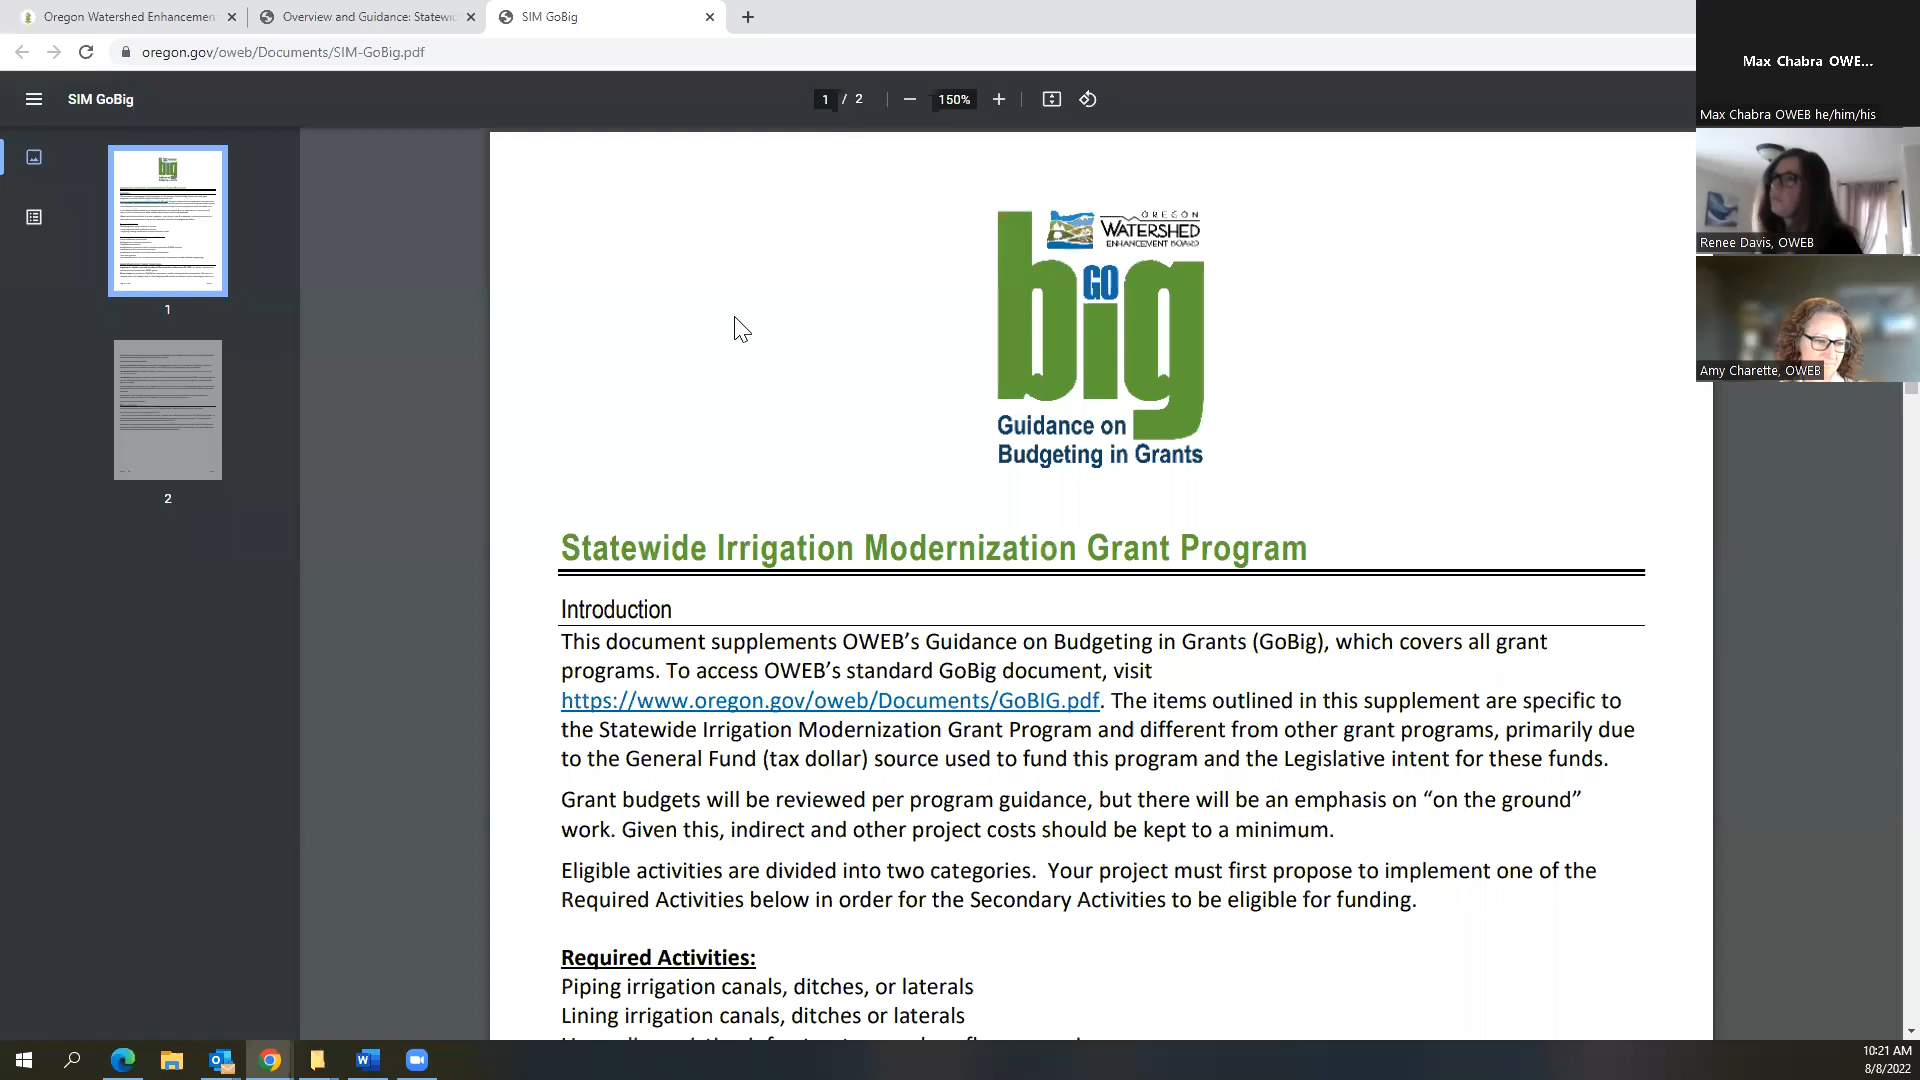 Oregon Watershed Enhancemen
Overview and Guidance: Statewi
SIM GoBig
oregon.gov/oweb/Documents/SIM-GoBig.pdf
SIM GoBig
1 / 2
150%
Max Chabra OWE...
Max Chabra OWEB he/him/his
Renee Davis, OWEB
Amy Charette, OWEB
1
2
OREGON
WATERSHED
ENHANCEMENT BOARD
GO
big
Guidance on
Budgeting in Grants
Statewide Irrigation Modernization Grant Program
Introduction
This document supplements OWEB’s Guidance on Budgeting in Grants (GoBig), which covers all grant
programs. To access OWEB’s standard GoBig document, visit
https://www.oregon.gov/oweb/Documents/GoBIG.pdf. The items outlined in this supplement are specific to
the Statewide Irrigation Modernization Grant Program and different from other grant programs, primarily due
to the General Fund (tax dollar) source used to fund this program and the Legislative intent for these funds.
Grant budgets will be reviewed per program guidance, but there will be an emphasis on “on the ground”
work. Given this, indirect and other project costs should be kept to a minimum.
Eligible activities are divided into two categories.  Your project must first propose to implement one of the
Required Activities below in order for the Secondary Activities to be eligible for funding.
Required Activities:
Piping irrigation canals, ditches, or laterals
Lining irrigation canals, ditches or laterals
10:21 AM
8/8/2022